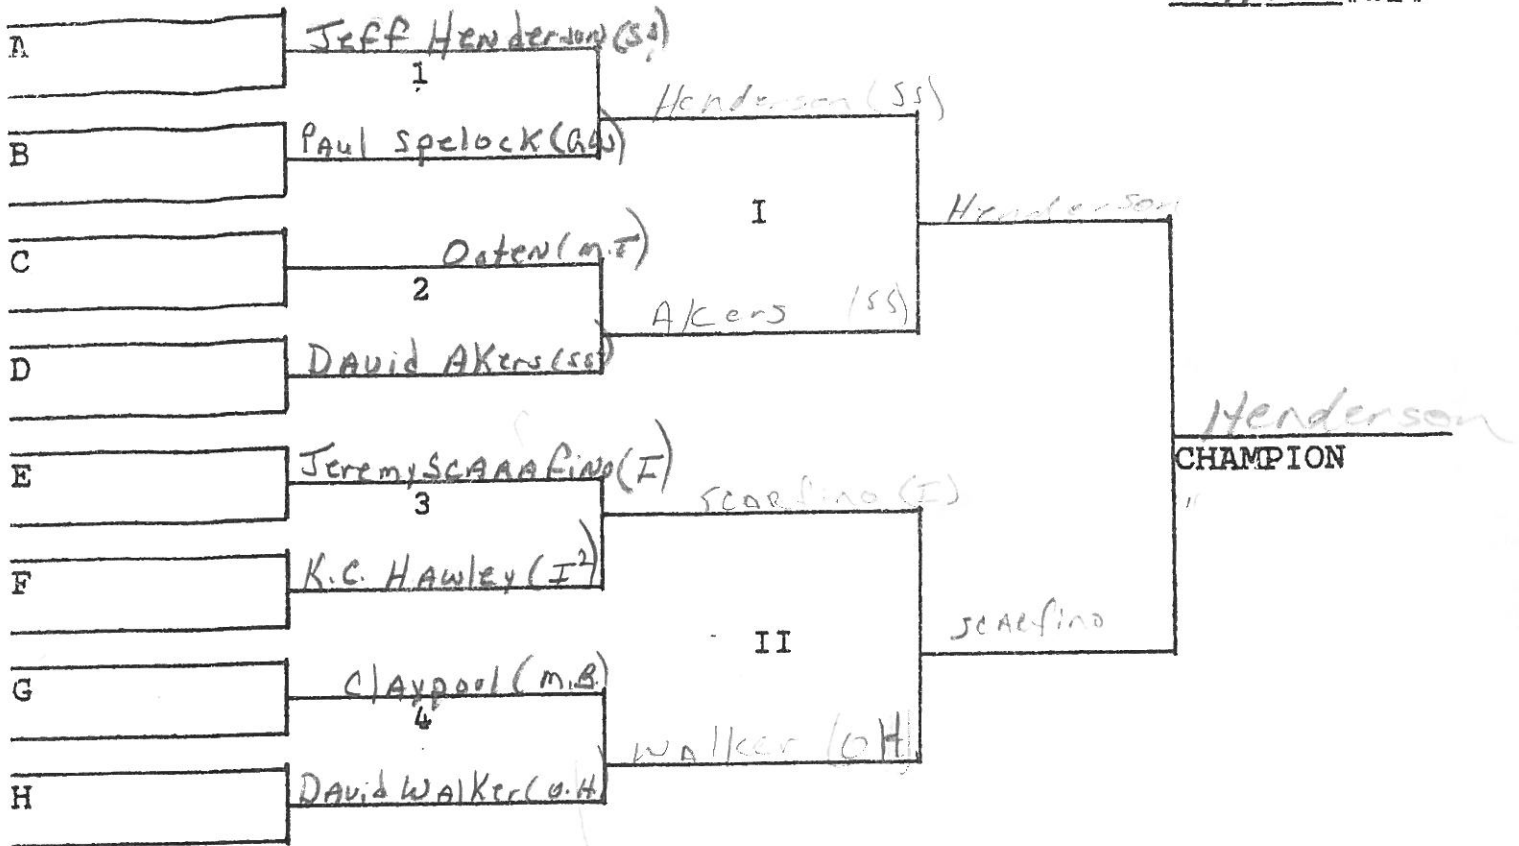 A
Jeff Henderson (SS)
1
Henderson (SS)
B
Paul Spelock
I
Henderson
C
Oaten (M.I)
2
Akers (SS)
D
David Akers (SS)
Henderson
CHAMPION
E
Jeremy SCARAfino (I)
3
SCARfino (I)
F
K.C. Hawley (I²)
II
SCARfino
G
Claypool (M.B.)
4
Walker (OH)
H
David Walker (O.H.)